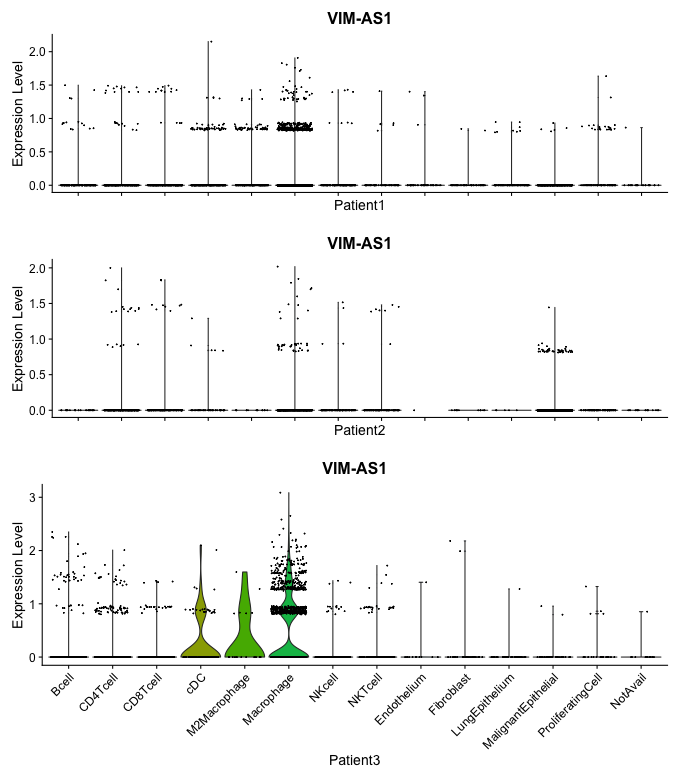 VIM-AS1
Expression Level
2.0
1.5
1.0
0.5
0.0
Patient1
VIM-AS1
Expression Level
2.0
1.5
1.0
0.5
0.0
Patient2
VIM-AS1
Expression Level
3
2
1
0
Bcell
CD4Tcell
CD8Tcell
cDC
M2Macrophage
Macrophage
NKcell
NKTcell
Endothelium
Fibroblast
LungEpithelium
MalignantEpithelial
ProliferatingCell
NotAvail
Patient3